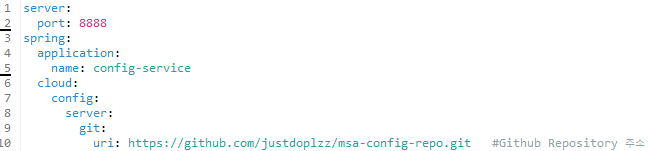 1 server:
2   port: 8888
3 spring:
4   application:
5     name: config-service
6   cloud:
7     config:
8       server:
9         git:
10           uri: https://github.com/justdoplzz/msa-config-repo.git   #Github Repository 주소